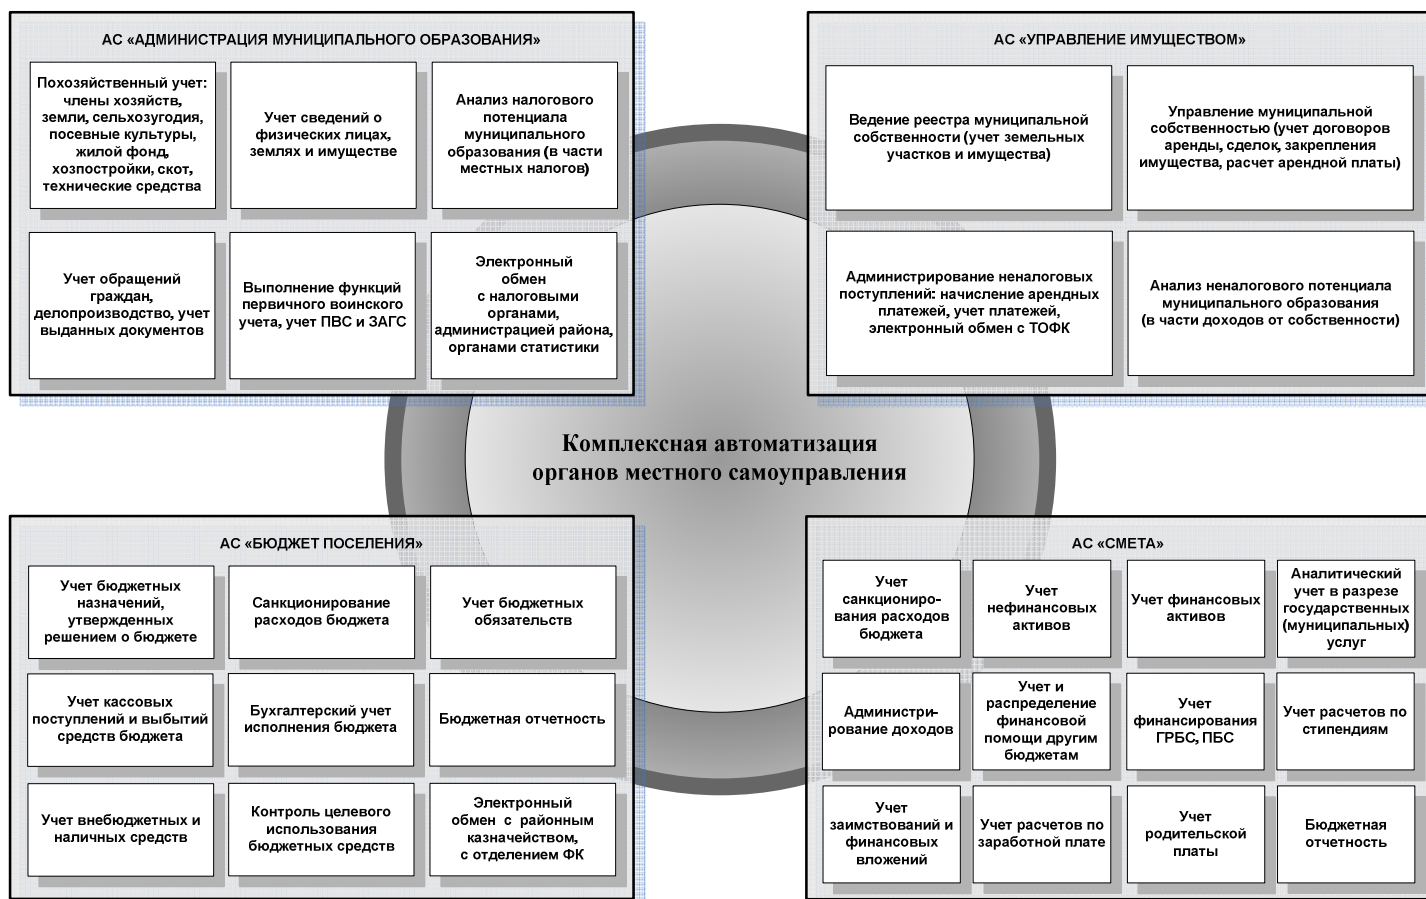 АС «АДМИНИСТРАЦИЯ МУНИЦИПАЛЬНОГО ОБРАЗОВАНИЯ»
Похозяйственный учет:
члены хозяйств,
земли, сельхозугодия,
посевные культуры,
жилой фонд,
хозпостройки, скот,
технические средства
Учет сведений о
физических лицах,
землях и имуществе
Анализ налогового
потенциала
муниципального
образования (в части
местных налогов)
Учет обращений
граждан,
делопроизводство, учет
выданных документов
Выполнение функций
первичного воинского
учета, учет ПВС и ЗАГС
Электронный
обмен
с налоговыми
органами,
администрацией района,
органами статистики
АС «УПРАВЛЕНИЕ ИМУЩЕСТВОМ»
Ведение реестра муниципальной
собственности (учет земельных
участков и имущества)
Управление муниципальной
собственностью (учет договоров
аренды, сделок, закрепления
имущества, расчет арендной платы)
Администрирование неналоговых
поступлений: начисление арендных
платежей, учет платежей,
электронный обмен с ТОФК
Анализ неналогового потенциала
муниципального образования
(в части доходов от собственности)
Комплексная автоматизация
органов местного самоуправления
АС «БЮДЖЕТ ПОСЕЛЕНИЯ»
Учет бюджетных
назначений,
утвержденных
решением о бюджете
Санкционирование
расходов бюджета
Учет бюджетных
обязательств
Учет кассовых
поступлений и выбытий
средств бюджета
Бухгалтерский учет
исполнения бюджета
Бюджетная отчетность
Учет внебюджетных и
наличных средств
Контроль целевого
использования
бюджетных средств
Электронный
обмен с районным
казначейством,
с отделением ФК
АС «СМЕТА»
Учет
санкциониро-
вания расходов
бюджета
Учет
нефинансовых
активов
Учет финансовых
активов
Аналитический
учет в разрезе
государственных
(муниципальных)
услуг
Администри-
рование доходов
Учет и
распределение
финансовой
помощи другим
бюджетам
Учет
финансирования
ГРБС, ПБС
Учет расчетов по
стипендиям
Учет
заимствований и
финансовых
вложений
Учет расчетов по
заработной плате
Учет
родительской
платы
Бюджетная
отчетность